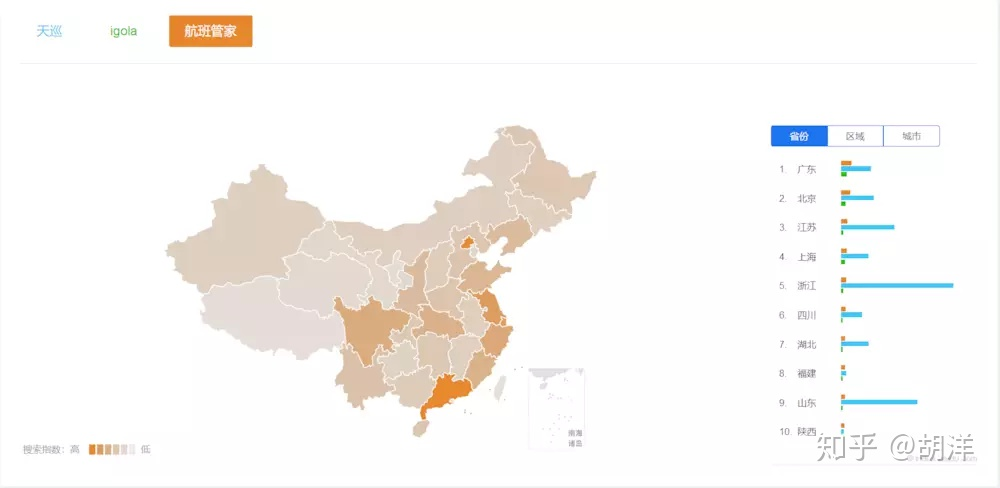 天巡 igola 航班管家
省份 区域 城市
1. 广东
2. 北京
3. 江苏
4. 上海
5. 浙江
6. 四川
7. 湖北
8. 福建
9. 山东
10. 陕西
南海
诸岛
搜索指数: 高 低
知乎 @胡洋